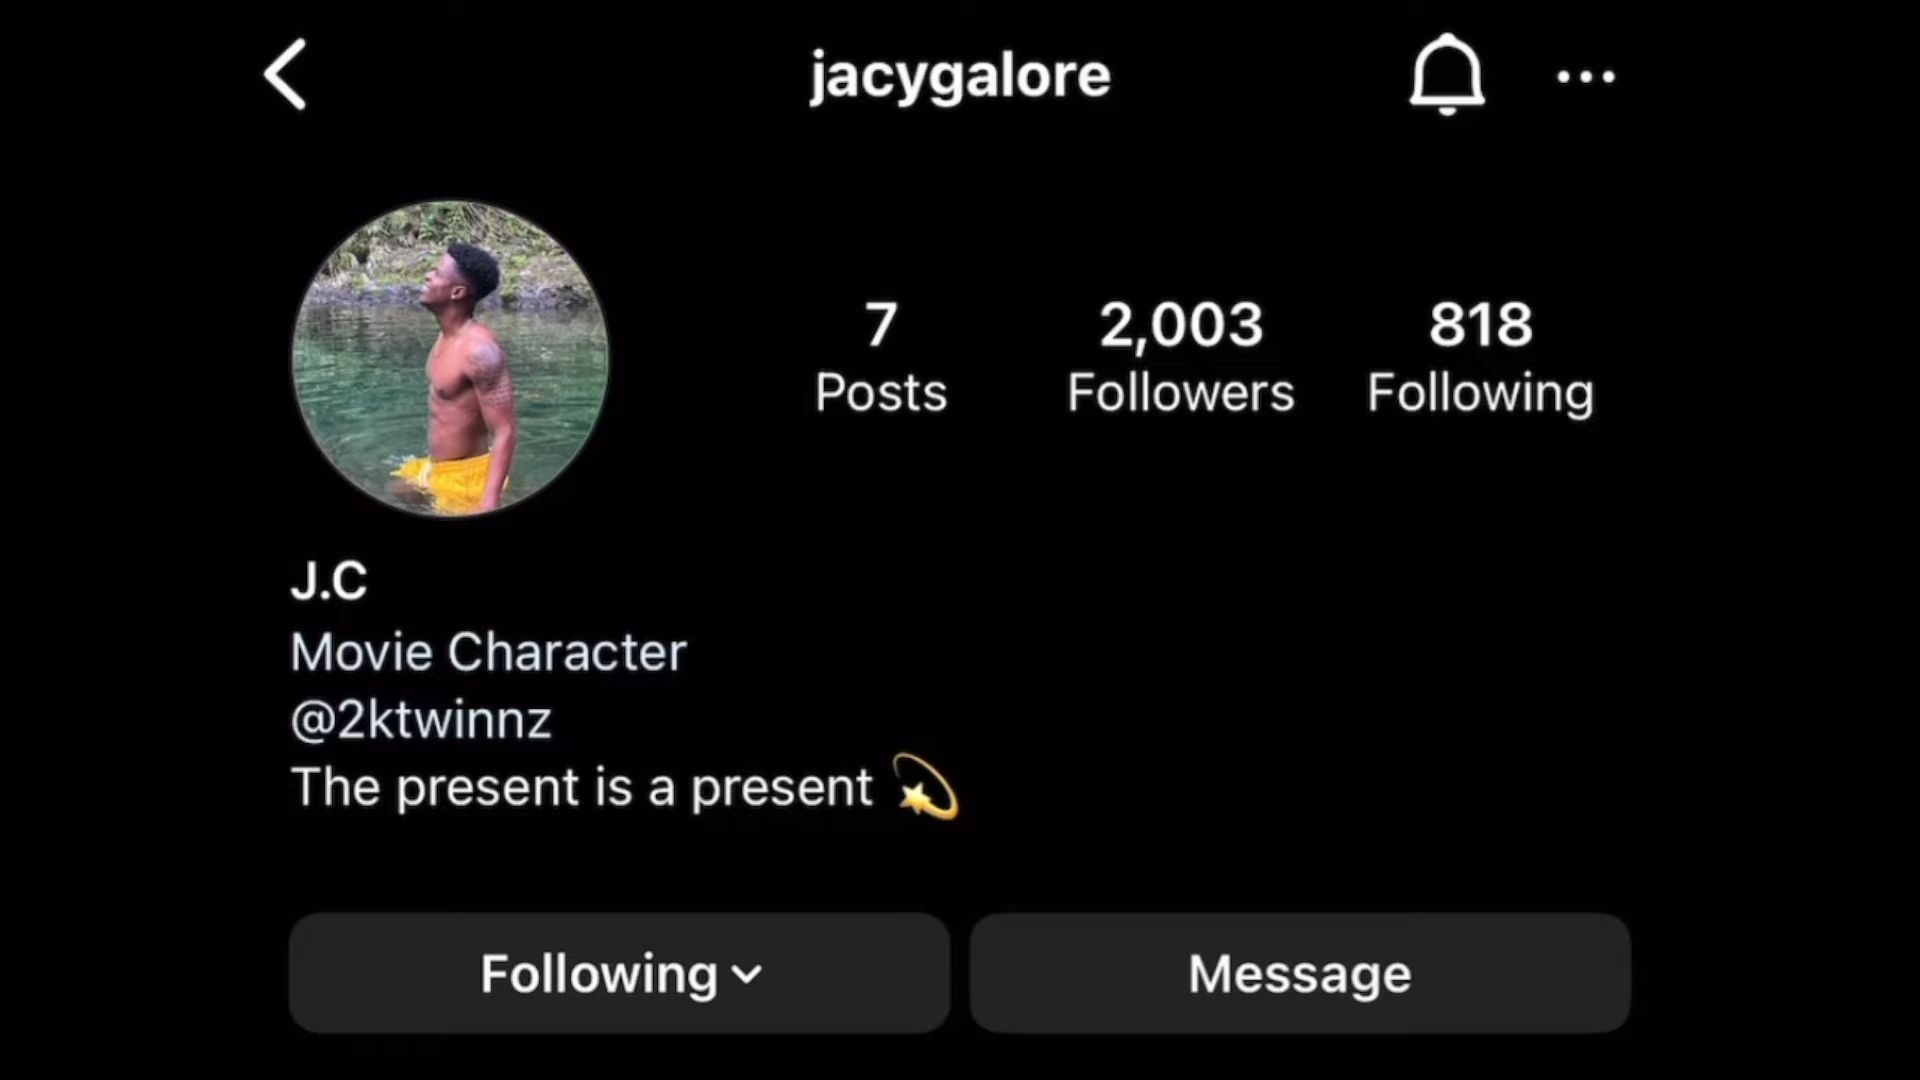 jacygalore
7 2,003 818
Posts Followers Following
J.C
Movie Character
@2ktwinnz
The present is a present 💫
Following Message